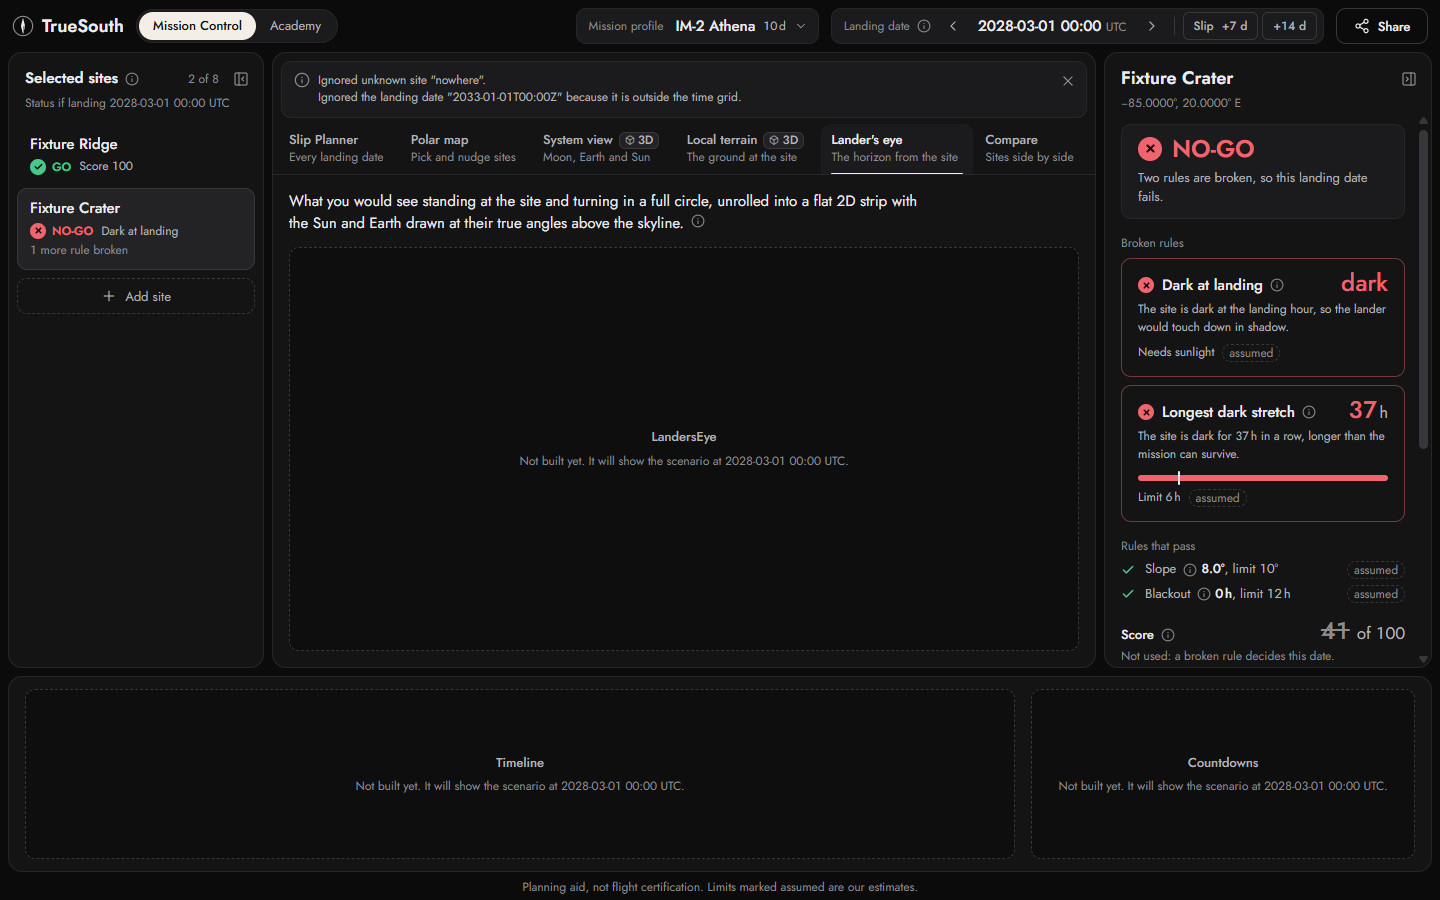 TrueSouth
Mission Control
Academy
Mission profile IM-2 Athena 10 d
Landing date 2028-03-01 00:00 UTC
Slip +7 d
+14 d
Share
Selected sites 2 of 8
Status if landing 2028-03-01 00:00 UTC
Fixture Ridge
GO Score 100
Fixture Crater
NO-GO Dark at landing
1 more rule broken
Add site
Ignored unknown site "nowhere".
Ignored the landing date "2033-01-01T00:00Z" because it is outside the time grid.
Slip Planner
Every landing date
Polar map
Pick and nudge sites
System view 3D
Moon, Earth and Sun
Local terrain 3D
The ground at the site
Lander's eye
The horizon from the site
Compare
Sites side by side
What you would see standing at the site and turning in a full circle, unrolled into a flat 2D strip with
the Sun and Earth drawn at their true angles above the skyline.
LandersEye
Not built yet. It will show the scenario at 2028-03-01 00:00 UTC.
Fixture Crater
−85.0000°, 20.0000° E
NO-GO
Two rules are broken, so this landing date
fails.
Broken rules
Dark at landing dark
The site is dark at the landing hour, so the lander
would touch down in shadow.
Needs sunlight assumed
Longest dark stretch 37 h
The site is dark for 37 h in a row, longer than the
mission can survive.
Limit 6 h assumed
Rules that pass
Slope 8.0°, limit 10° assumed
Blackout 0 h, limit 12 h assumed
Score 41 of 100
Not used: a broken rule decides this date.
Timeline
Not built yet. It will show the scenario at 2028-03-01 00:00 UTC.
Countdowns
Not built yet. It will show the scenario at 2028-03-01 00:00 UTC.
Planning aid, not flight certification. Limits marked assumed are our estimates.